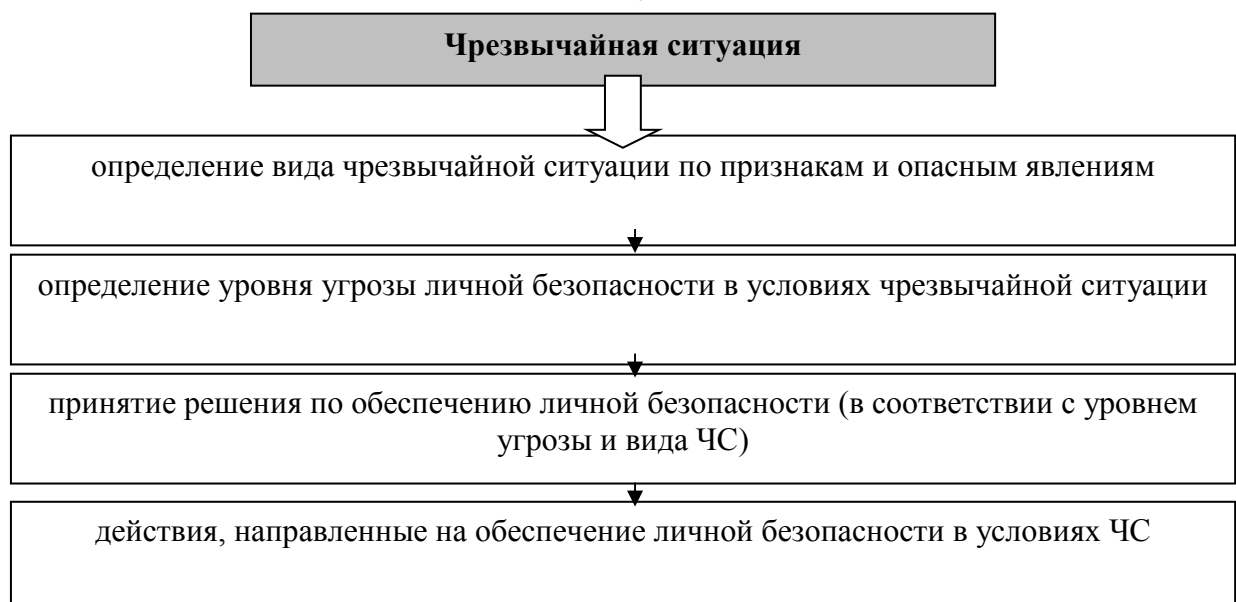 Чрезвычайная ситуация
определение вида чрезвычайной ситуации по признакам и опасным явлениям
определение уровня угрозы личной безопасности в условиях чрезвычайной ситуации
принятие решения по обеспечению личной безопасности (в соответствии с уровнем
угрозы и вида ЧС)
действия, направленные на обеспечение личной безопасности в условиях ЧС